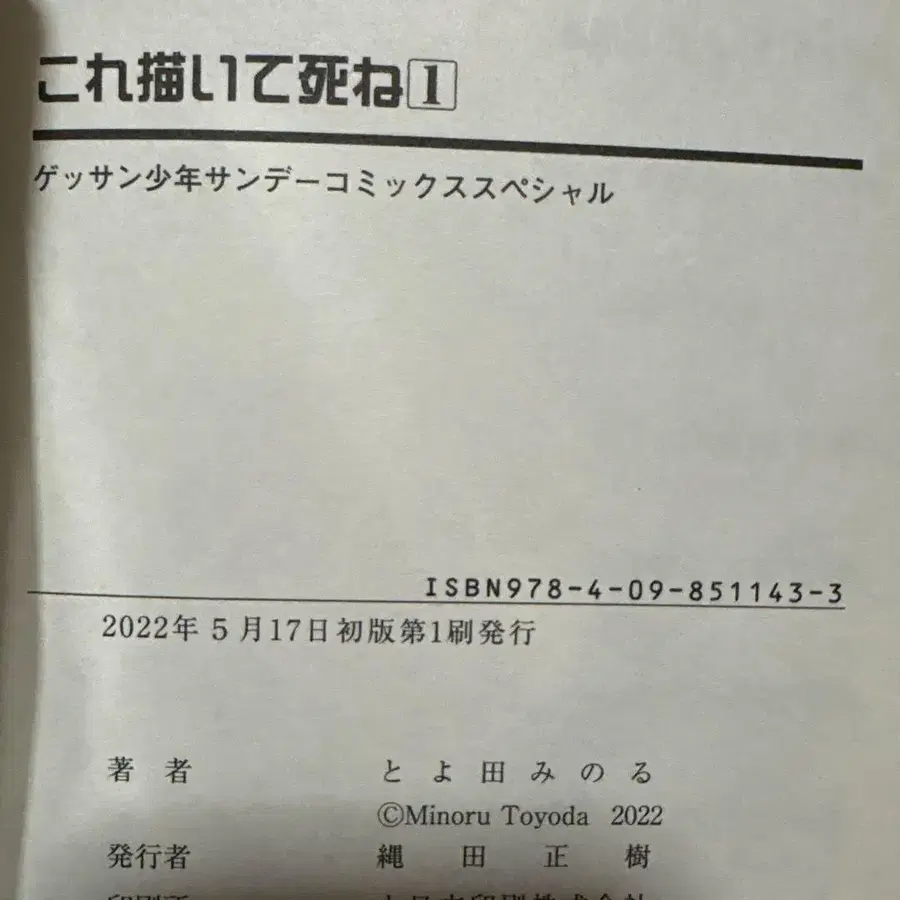 これ描いて死ね 1
ゲッサン少年サンデーコミックススペシャル
ISBN978-4-09-851143-3
2022年5月17日初版第1刷発行
著者 とよ田みのる
©Minoru Toyoda 2022
発行者 縄田正樹